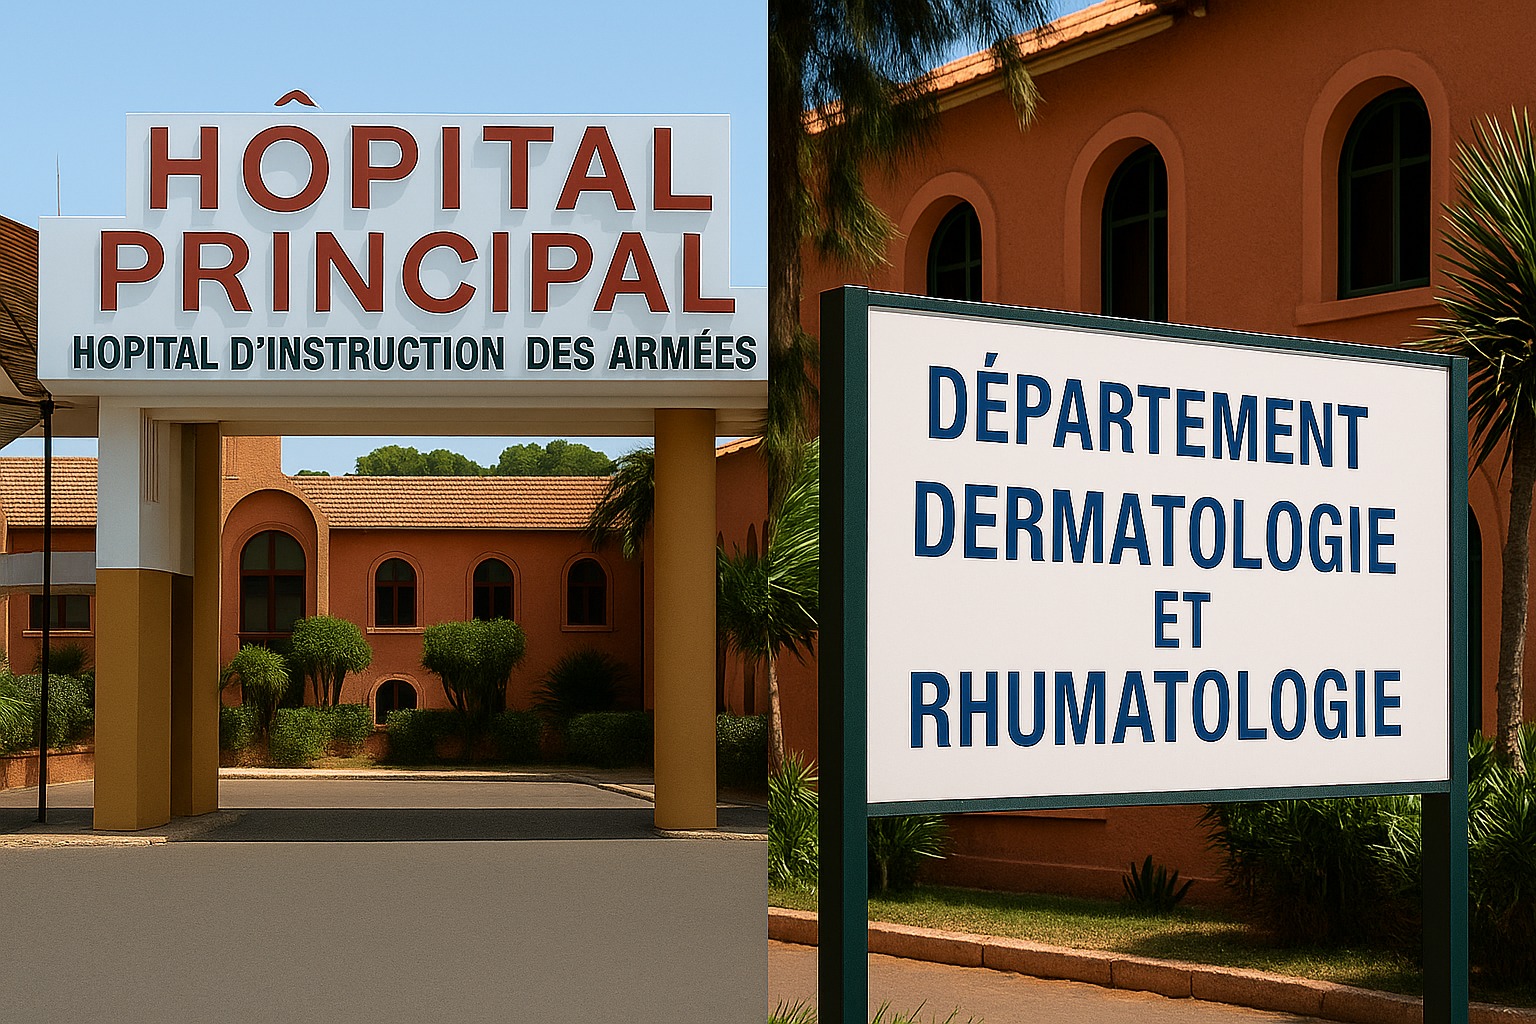 HÔPITAL
PRINCIPAL
HOPITAL D'INSTRUCTION DES ARMÉES
DÉPARTEMENT
DERMATOLOGIE
ET
RHUMATOLOGIE